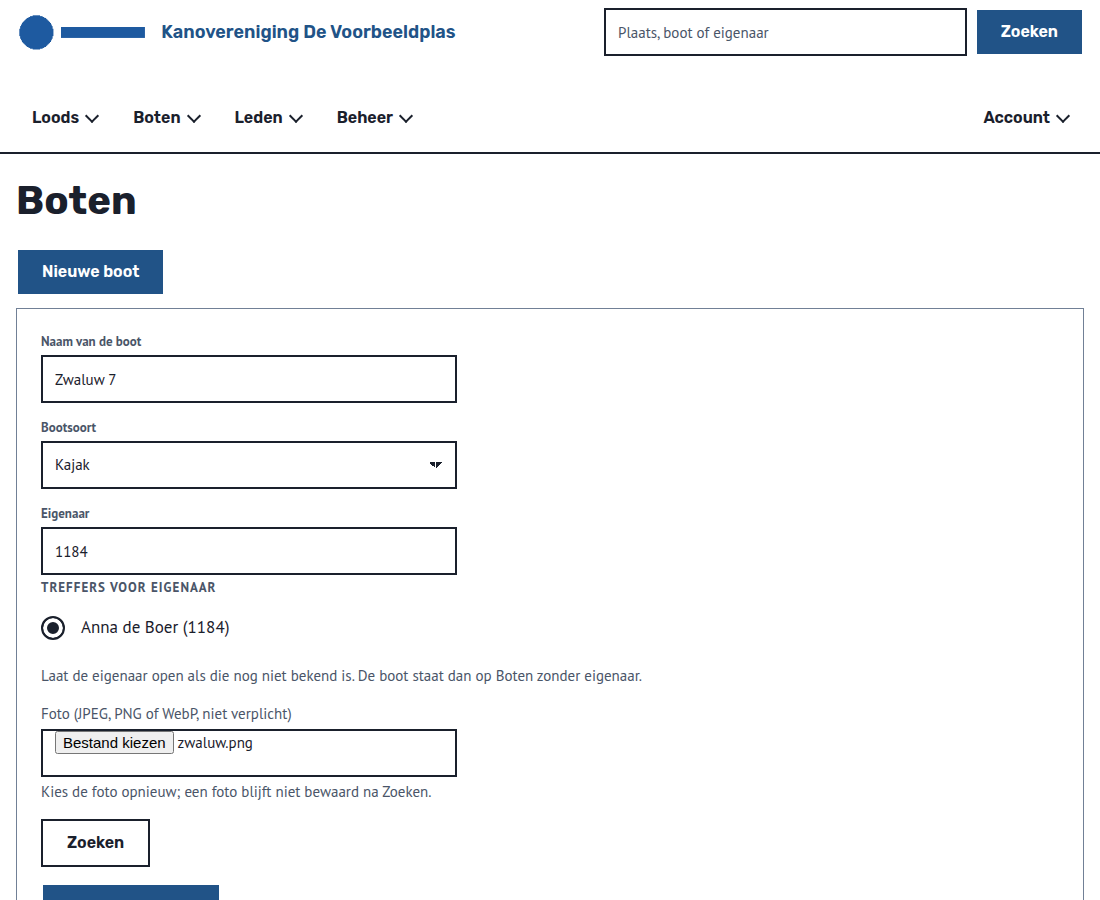 Kanovereniging De Voorbeeldplas
Plaats, boot of eigenaar
Zoeken
Loods
Boten
Leden
Beheer
Account
Boten
Nieuwe boot
Naam van de boot
Zwaluw 7
Bootsoort
Kajak
Eigenaar
1184
TREFFERS VOOR EIGENAAR
Anna de Boer (1184)
Laat de eigenaar open als die nog niet bekend is. De boot staat dan op Boten zonder eigenaar.
Foto (JPEG, PNG of WebP, niet verplicht)
Bestand kiezen zwaluw.png
Kies de foto opnieuw; een foto blijft niet bewaard na Zoeken.
Zoeken